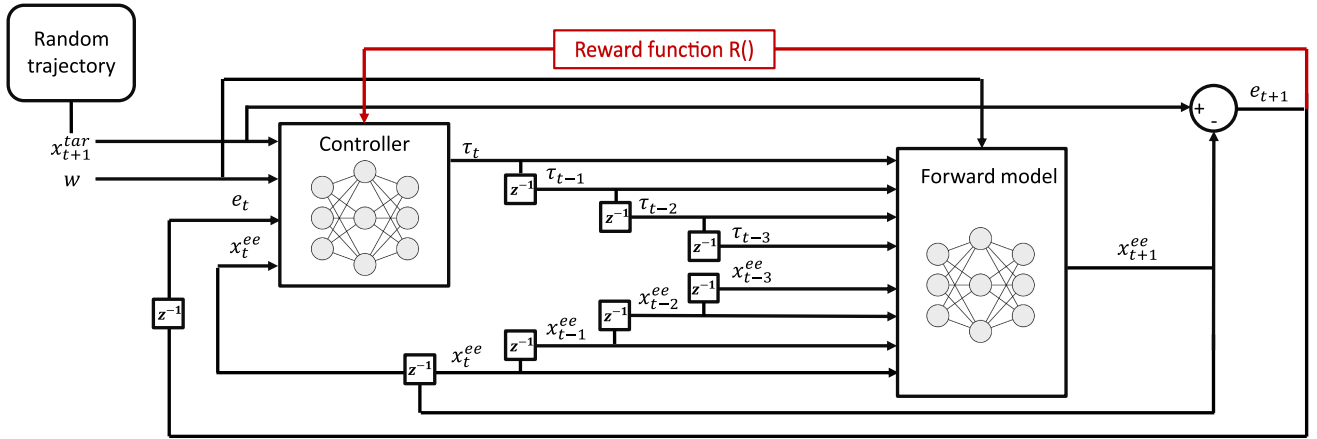 Random
trajectory
Reward function R()
x_{t+1}^{tar}
w
e_t
x_t^{ee}
Controller
τ_t
z⁻¹
τ_{t-1}
z⁻¹
τ_{t-2}
z⁻¹
τ_{t-3}
z⁻¹
x_{t-3}^{ee}
z⁻¹
x_{t-2}^{ee}
z⁻¹
x_{t-1}^{ee}
z⁻¹
x_t^{ee}
z⁻¹
Forward model
x_{t+1}^{ee}
+
-
e_{t+1}